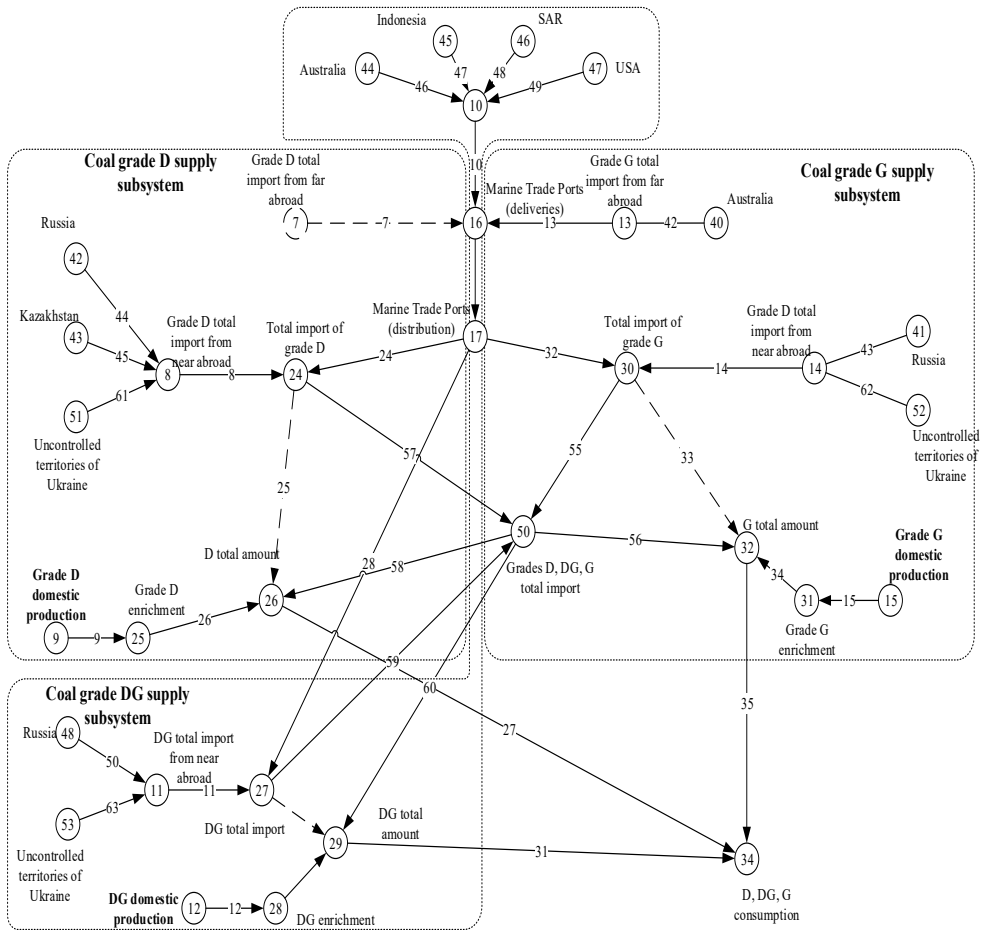 Indonesia
SAR
45
46
Australia
44
47
USA
47
48
46
49
10
10
Coal grade D supply
subsystem
Grade D total
import from far
abroad
Grade G total
import from far
abroad
Coal grade G supply
subsystem
Marine Trade Ports
(deliveries)
Australia
7
7
16
13
13
42
40
Russia
42
44
Kazakhstan
43
45
Grade D total
import from
near abroad
Total import of
grade D
Marine Trade Ports
(distribution)
17
Total import of
grade G
Grade D total
import from
near abroad
41
Russia
43
24
32
8
8
24
30
14
14
62
61
51
52
Uncontrolled
territories of
Ukraine
Uncontrolled
territories of
Ukraine
57
55
33
25
50
56
G total amount
32
D total amount
28
58
Grades D, DG, G
total import
Grade G
domestic
production
34
Grade D
domestic
production
Grade D
enrichment
26
26
31
15
15
9
9
25
Grade G
enrichment
59
60
Coal grade DG supply
subsystem
35
Russia
48
DG total import
from near
abroad
27
50
11
11
27
63
53
DG total import
DG total
amount
29
31
34
Uncontrolled
territories of
Ukraine
DG domestic
production
12
12
28
DG enrichment
D, DG, G
consumption